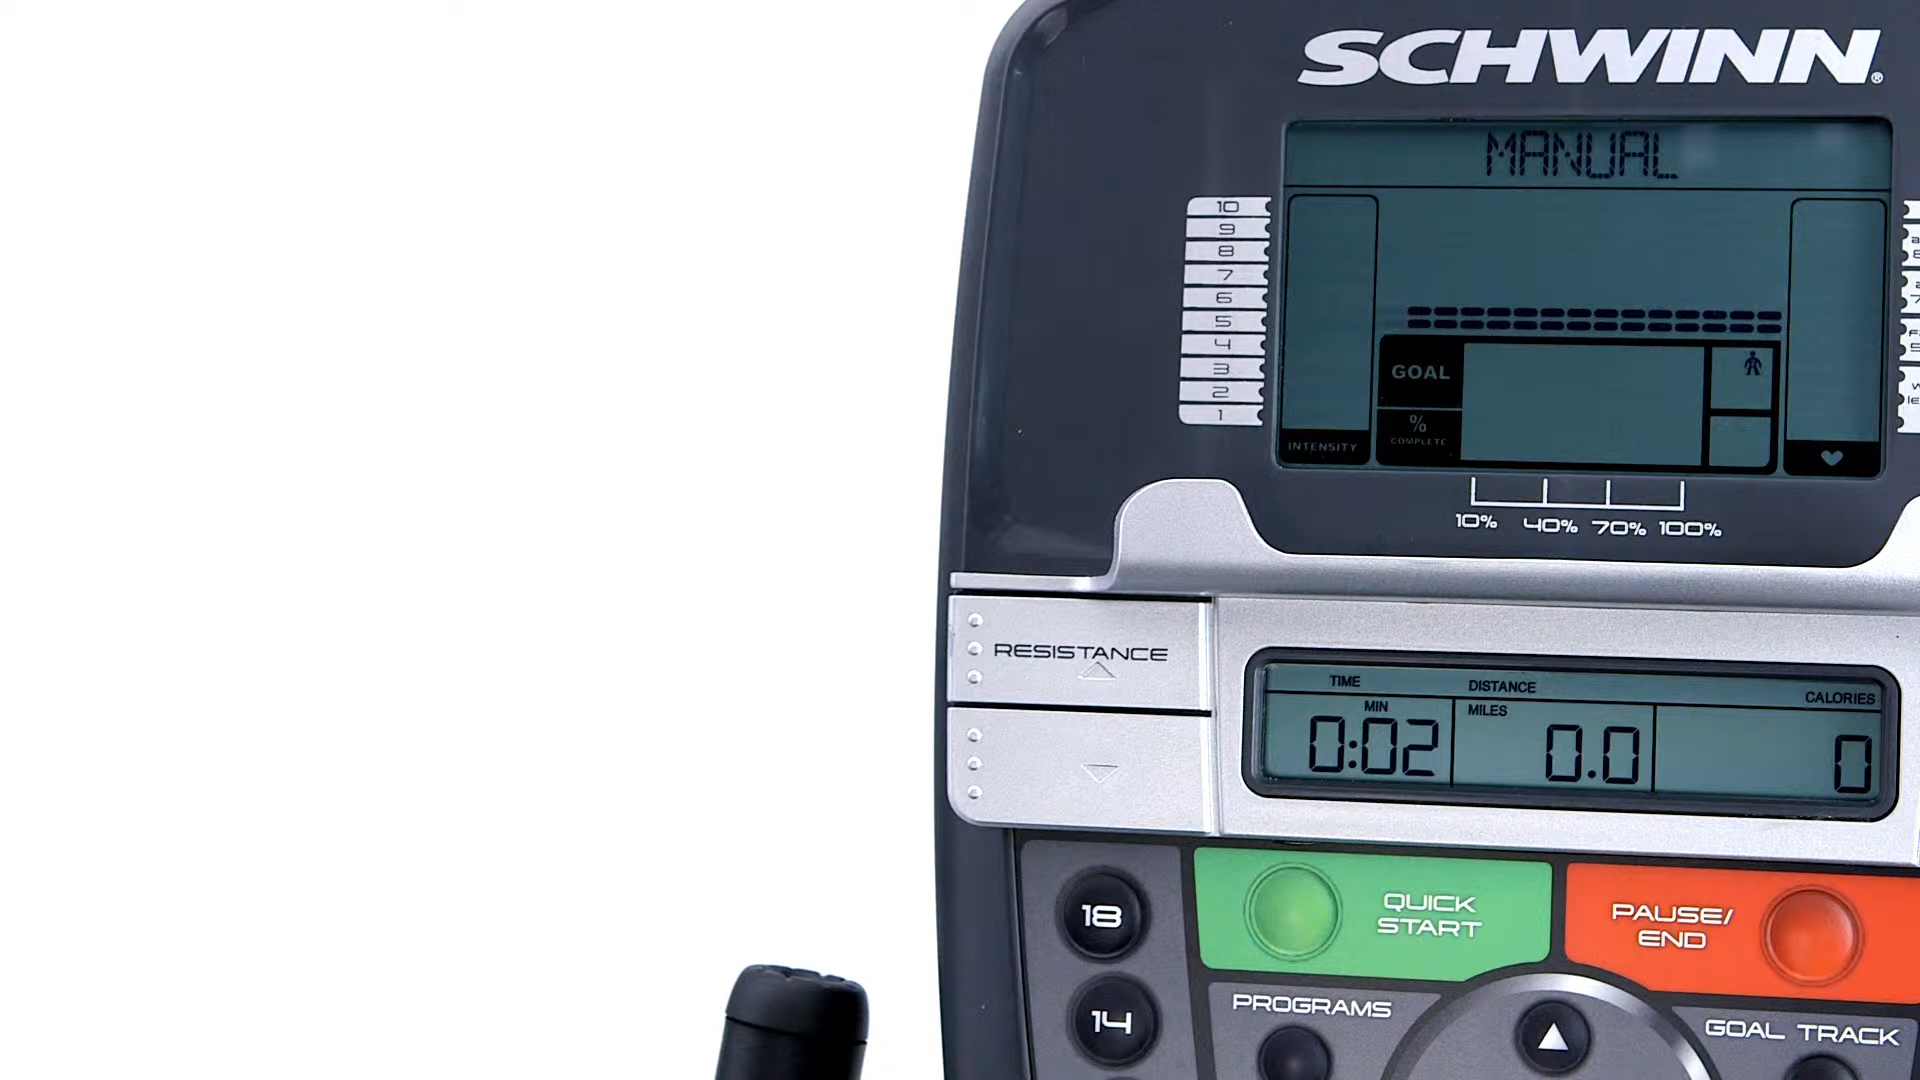 SCHWINN®
MANUAL
10
9
8
7
6
5
4
3
2
1
GOAL
%
COMPLETE
INTENSITY
10% 40% 70% 100%
RESISTANCE
TIME DISTANCE CALORIES
MIN MILES
0:02 0.0 0
18
QUICK
START
PAUSE/
END
14
PROGRAMS
GOAL TRACK